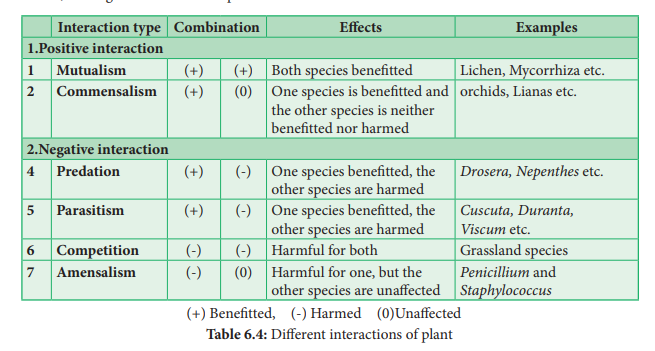 Interaction type Combination Effects Examples
1.Positive interaction
1 Mutualism (+) (+) Both species benefitted Lichen, Mycorrhiza etc.
2 Commensalism (+) (0) One species is benefitted and orchids, Lianas etc.
the other species is neither
benefitted nor harmed
2.Negative interaction
4 Predation (+) (-) One species benefitted, the Drosera, Nepenthes etc.
other species are harmed
5 Parasitism (+) (-) One species benefitted, the Cuscuta, Duranta,
other species are harmed Viscum etc.
6 Competition (-) (-) Harmful for both Grassland species
7 Amensalism (-) (0) Harmful for one, but the Penicillium and
other species are unaffected Staphylococcus
(+) Benefitted, (-) Harmed (0)Unaffected
Table 6.4: Different interactions of plant